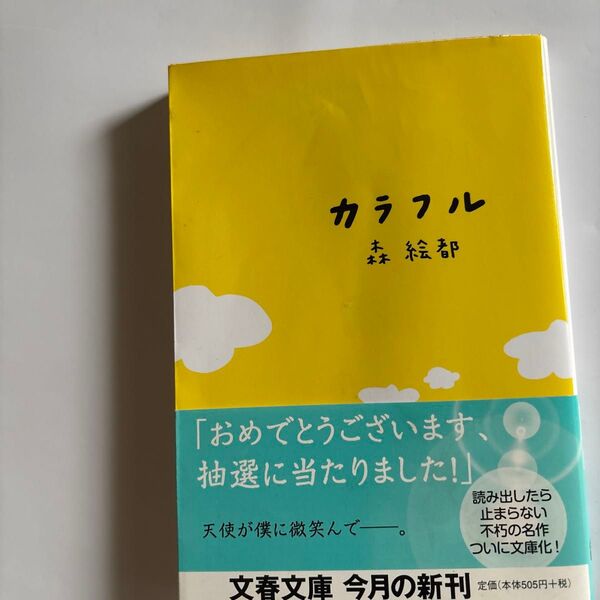 カラフル
森 絵都
「おめでとうございます、
抽選に当たりました!」
天使が僕に微笑んで――。
読み出したら
止まらない
不朽の名作
ついに文庫化!
文春文庫 今月の新刊
定価(本体505円+税)